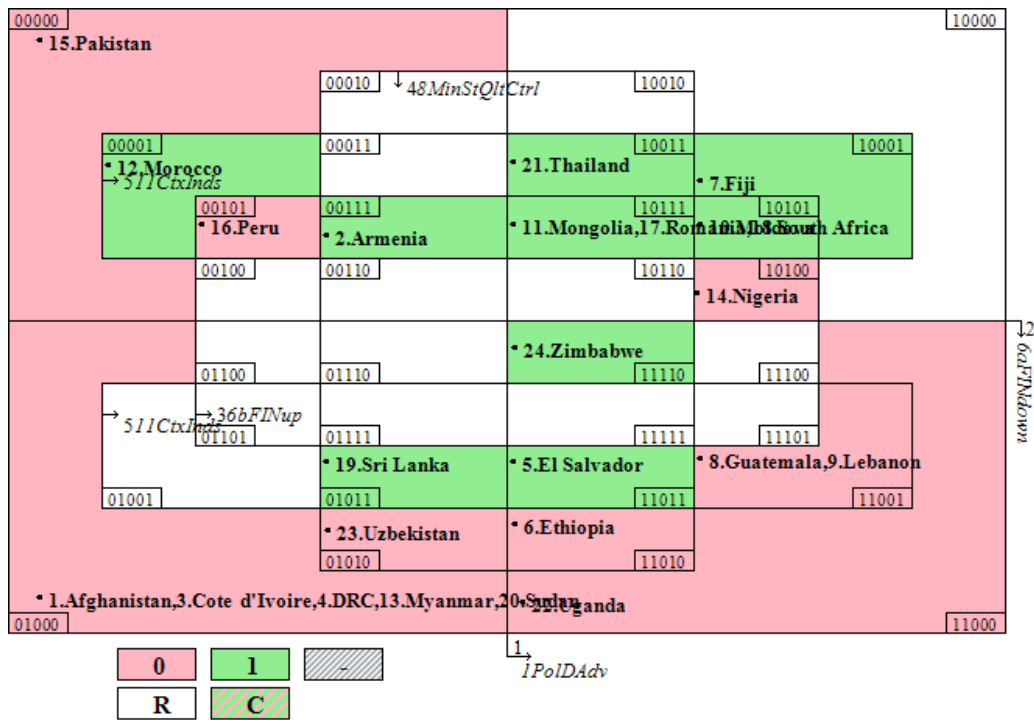 00000
10000
15.Pakistan
00010
48MinStQltCtrl
10010
00001
00011
10011
10001
12.Morocco
511CtxInds
21.Thailand
7.Fiji
00101
00111
10111
10101
16.Peru
2.Armenia
11.Mongolia,17.Romania
South Africa
00100
00110
10110
10100
14.Nigeria
2
6aFINdown
24.Zimbabwe
01100
01110
11110
11100
511CtxInds
36bFINup
01101
01111
11111
11101
19.Sri Lanka
5.El Salvador
8.Guatemala,9.Lebanon
01001
01011
11011
11001
23.Uzbekistan
6.Ethiopia
01010
11010
1.Afghanistan,3.Cote d'Ivoire,4.DRC,13.Myanmar,20.Sudan
22.Uganda
01000
11000
1
1PolDAdv
0
1
-
R
C